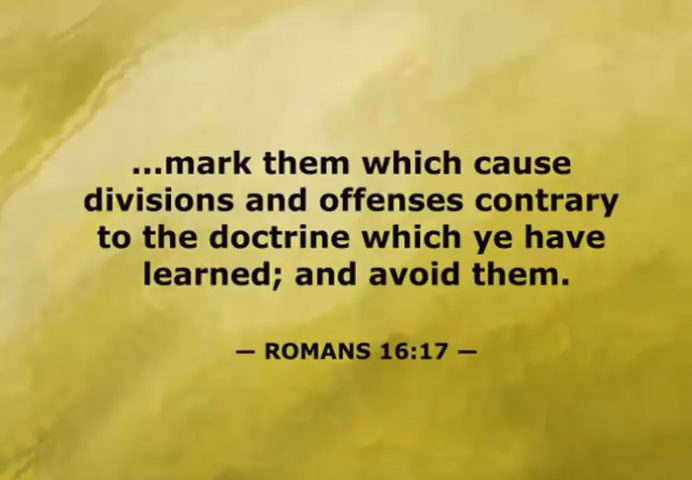 ...mark them which cause
divisions and offenses contrary
to the doctrine which ye have
learned; and avoid them.
— ROMANS 16:17 —